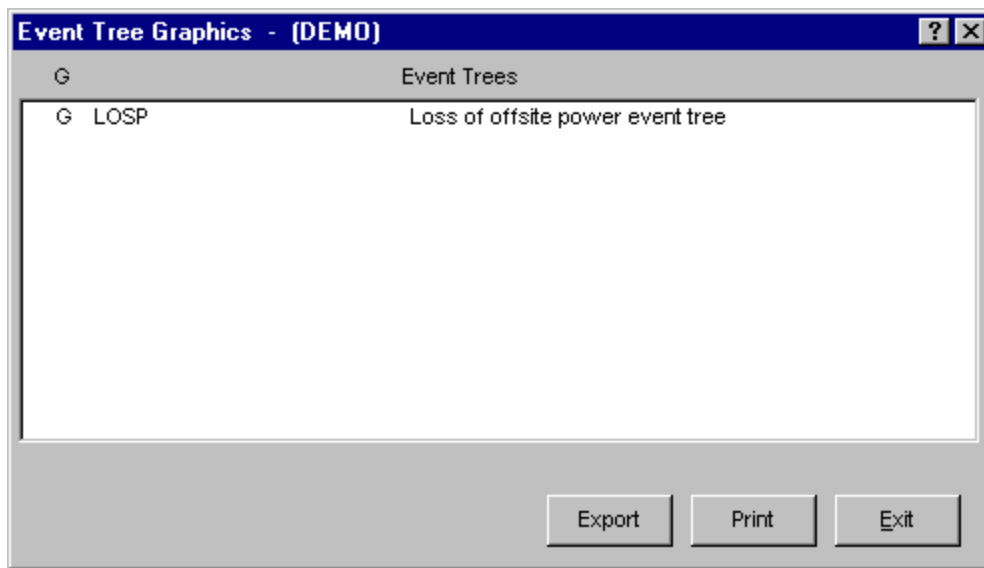 Event Tree Graphics - (DEMO)
G Event Trees
G LOSP Loss of offsite power event tree
Export Print Exit